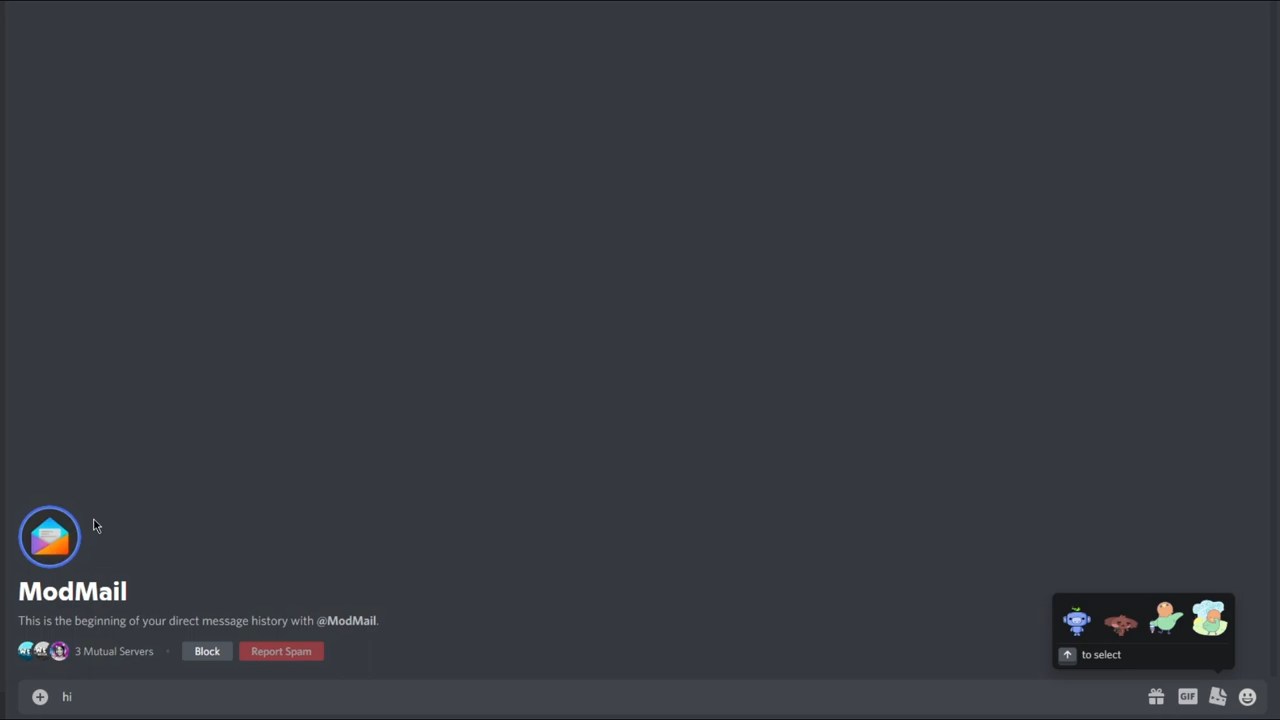 ModMail
This is the beginning of your direct message history with @ModMail.
3 Mutual Servers
Block
Report Spam
to select
hi
GIF